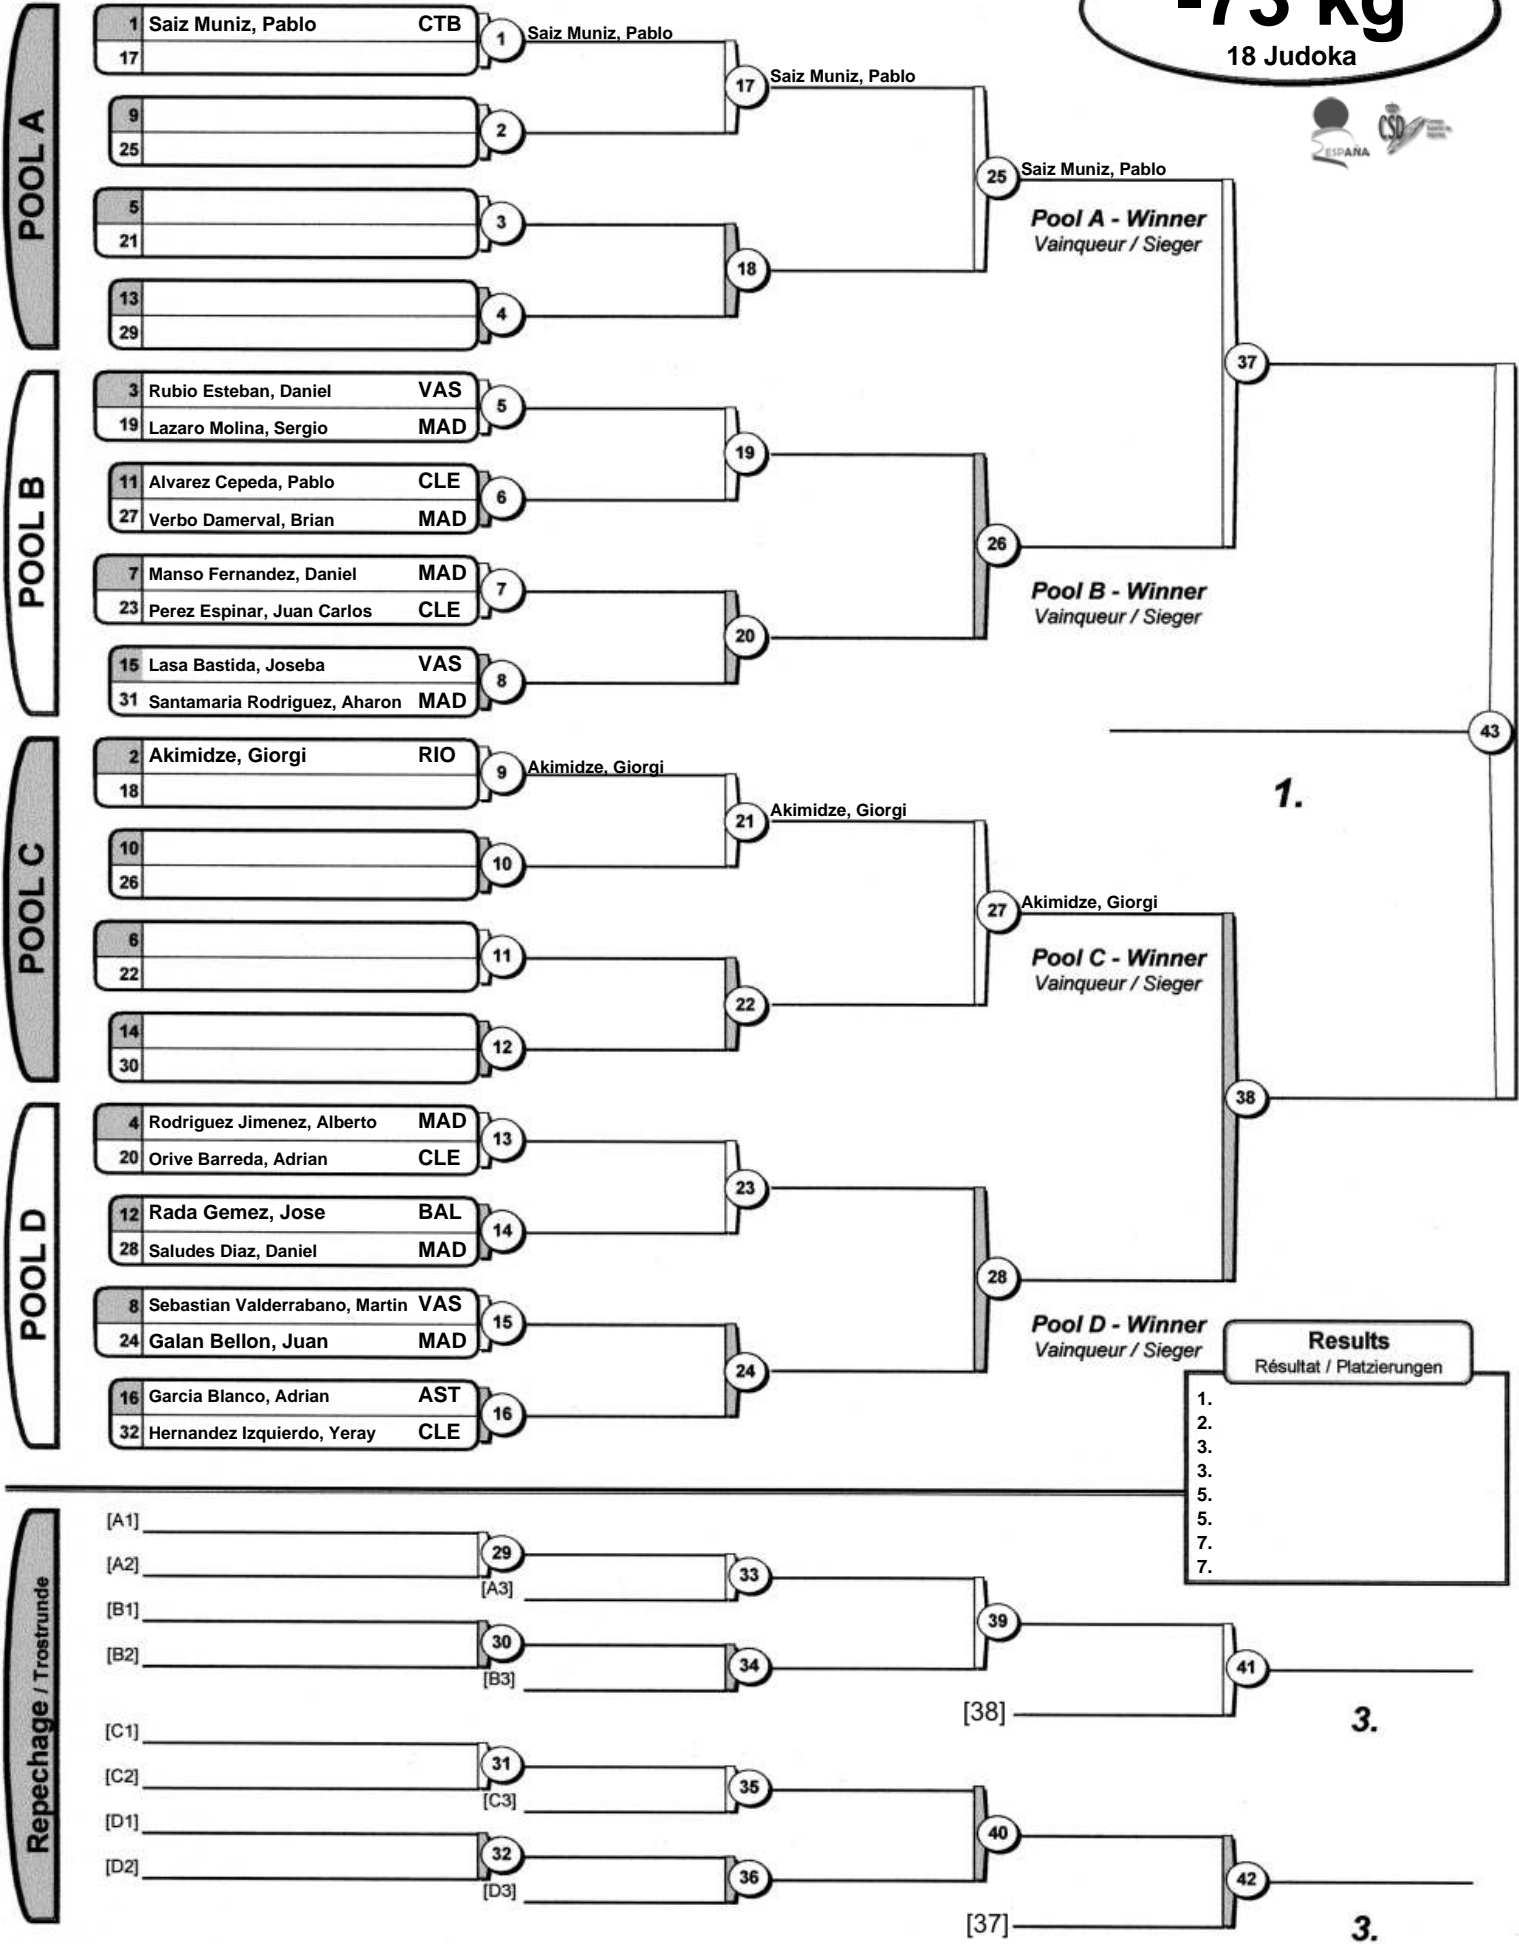 -73 kg
18 Judoka
ESPAÑA
CSD
POOL A
1 Saiz Muniz, Pablo CTB
17
1
Saiz Muniz, Pablo
17
Saiz Muniz, Pablo
9
25
2
25
Saiz Muniz, Pablo
5
21
3
Pool A - Winner
Vainqueur / Sieger
18
13
29
4
37
POOL B
3 Rubio Esteban, Daniel VAS
19 Lazaro Molina, Sergio MAD
5
19
11 Alvarez Cepeda, Pablo CLE
27 Verbo Damerval, Brian MAD
6
26
7 Manso Fernandez, Daniel MAD
23 Perez Espinar, Juan Carlos CLE
7
Pool B - Winner
Vainqueur / Sieger
20
15 Lasa Bastida, Joseba VAS
31 Santamaria Rodriguez, Aharon MAD
8
43
1.
POOL C
2 Akimidze, Giorgi RIO
18
9
Akimidze, Giorgi
21
Akimidze, Giorgi
10
26
10
27
Akimidze, Giorgi
6
22
11
Pool C - Winner
Vainqueur / Sieger
22
14
30
12
38
POOL D
4 Rodriguez Jimenez, Alberto MAD
20 Orive Barreda, Adrian CLE
13
23
12 Rada Gemez, Jose BAL
28 Saludes Diaz, Daniel MAD
14
28
8 Sebastian Valderrabano, Martin VAS
24 Galan Bellon, Juan MAD
15
Pool D - Winner
Vainqueur / Sieger
24
16 Garcia Blanco, Adrian AST
32 Hernandez Izquierdo, Yeray CLE
16
Results
Résultat / Platzierungen
1.
2.
3.
3.
5.
5.
7.
7.
Repechage / Trostrunde
[A1]
[A2]
29
[A3]
33
[B1]
[B2]
30
[B3]
34
39
[38]
41
3.
[C1]
[C2]
31
[C3]
35
[D1]
[D2]
32
[D3]
36
40
[37]
42
3.